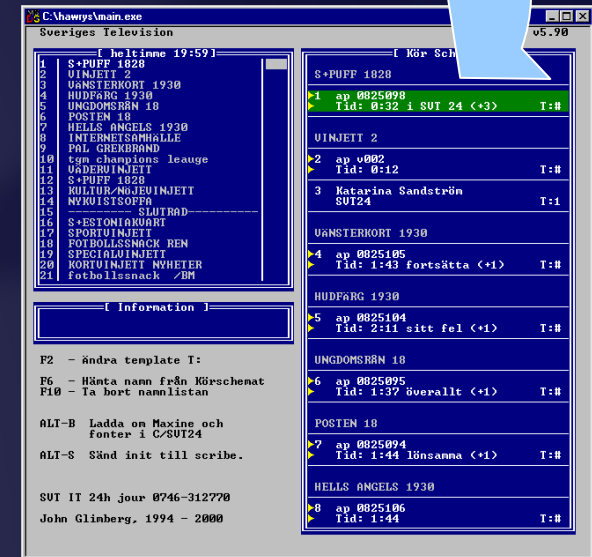 C:\hawrys\main.exe
Sveriges Television
v5.90
[ heltimme 19:59]
1 S+PUFF 1828
2 VINJETT 2
3 VäNSTERKORT 1930
4 HUDFäRG 1930
5 UNGDOMSRåN 18
6 POSTEN 18
7 HELLS ANGELS 1930
8 INTERNETSAMHäLLE
9 PAL GREKBRAND
10 tgm champions leauge
11 VäDERVINJETT
12 S+PUFF 1828
13 KULTUR/NöJEVINJETT
14 NYKVISTSOFFA
15 --------- SLUTRAD----------
16 S+ESTONIAKVART
17 SPORTVINJETT
18 FOTBOLLSSNACK REN
19 SPECIALVINJETT
20 KORTVINJETT NYHETER
21 fotbollssnack /BM
[ Information ]
F2 - ändra template T:
F6 - Hämta namn från Körschemat
F10 - Ta bort namnlistan
ALT-B Ladda om Maxine och
fonter i C/SVT24
ALT-S Sänd init till scribe.
SVT IT 24h jour 0746-312770
John Glimberg, 1994 - 2000
[ Kör Sch
S+PUFF 1828
1 ap 0825098
Tid: 0:32 i SVT 24 (+3) T:#
VINJETT 2
2 ap v002
Tid: 0:12 T:#
3 Katarina Sandström
SVT24 T:1
VäNSTERKORT 1930
4 ap 0825105
Tid: 1:43 fortsätta (+1) T:#
HUDFäRG 1930
5 ap 0825104
Tid: 2:11 sitt fel (+1) T:#
UNGDOMSRåN 18
6 ap 0825095
Tid: 1:37 överallt (+1) T:#
POSTEN 18
7 ap 0825094
Tid: 1:44 lönsamma (+1) T:#
HELLS ANGELS 1930
8 ap 0825106
Tid: 1:44 T:#